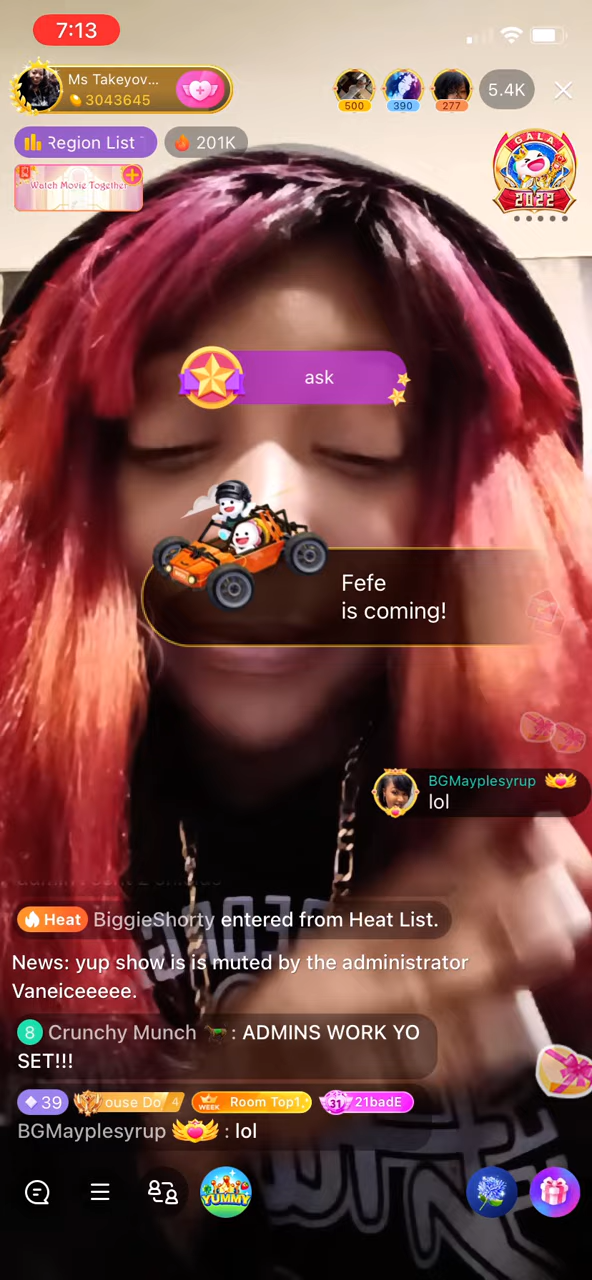 7:13
Ms Takeyov...
3043645
500
390
277
5.4K
Region List
201K
Watch Movie Together
GALA
2022
ask
Fefe
is coming!
BGMayplesyrup
lol
Heat BiggieShorty entered from Heat List.
News: yup show is is muted by the administrator
Vaneiceeeee.
8 Crunchy Munch : ADMINS WORK YO
SET!!!
39 ouse Do 4 WEEK Room Top1 31 21badE
BGMayplesyrup : lol
YUMMY